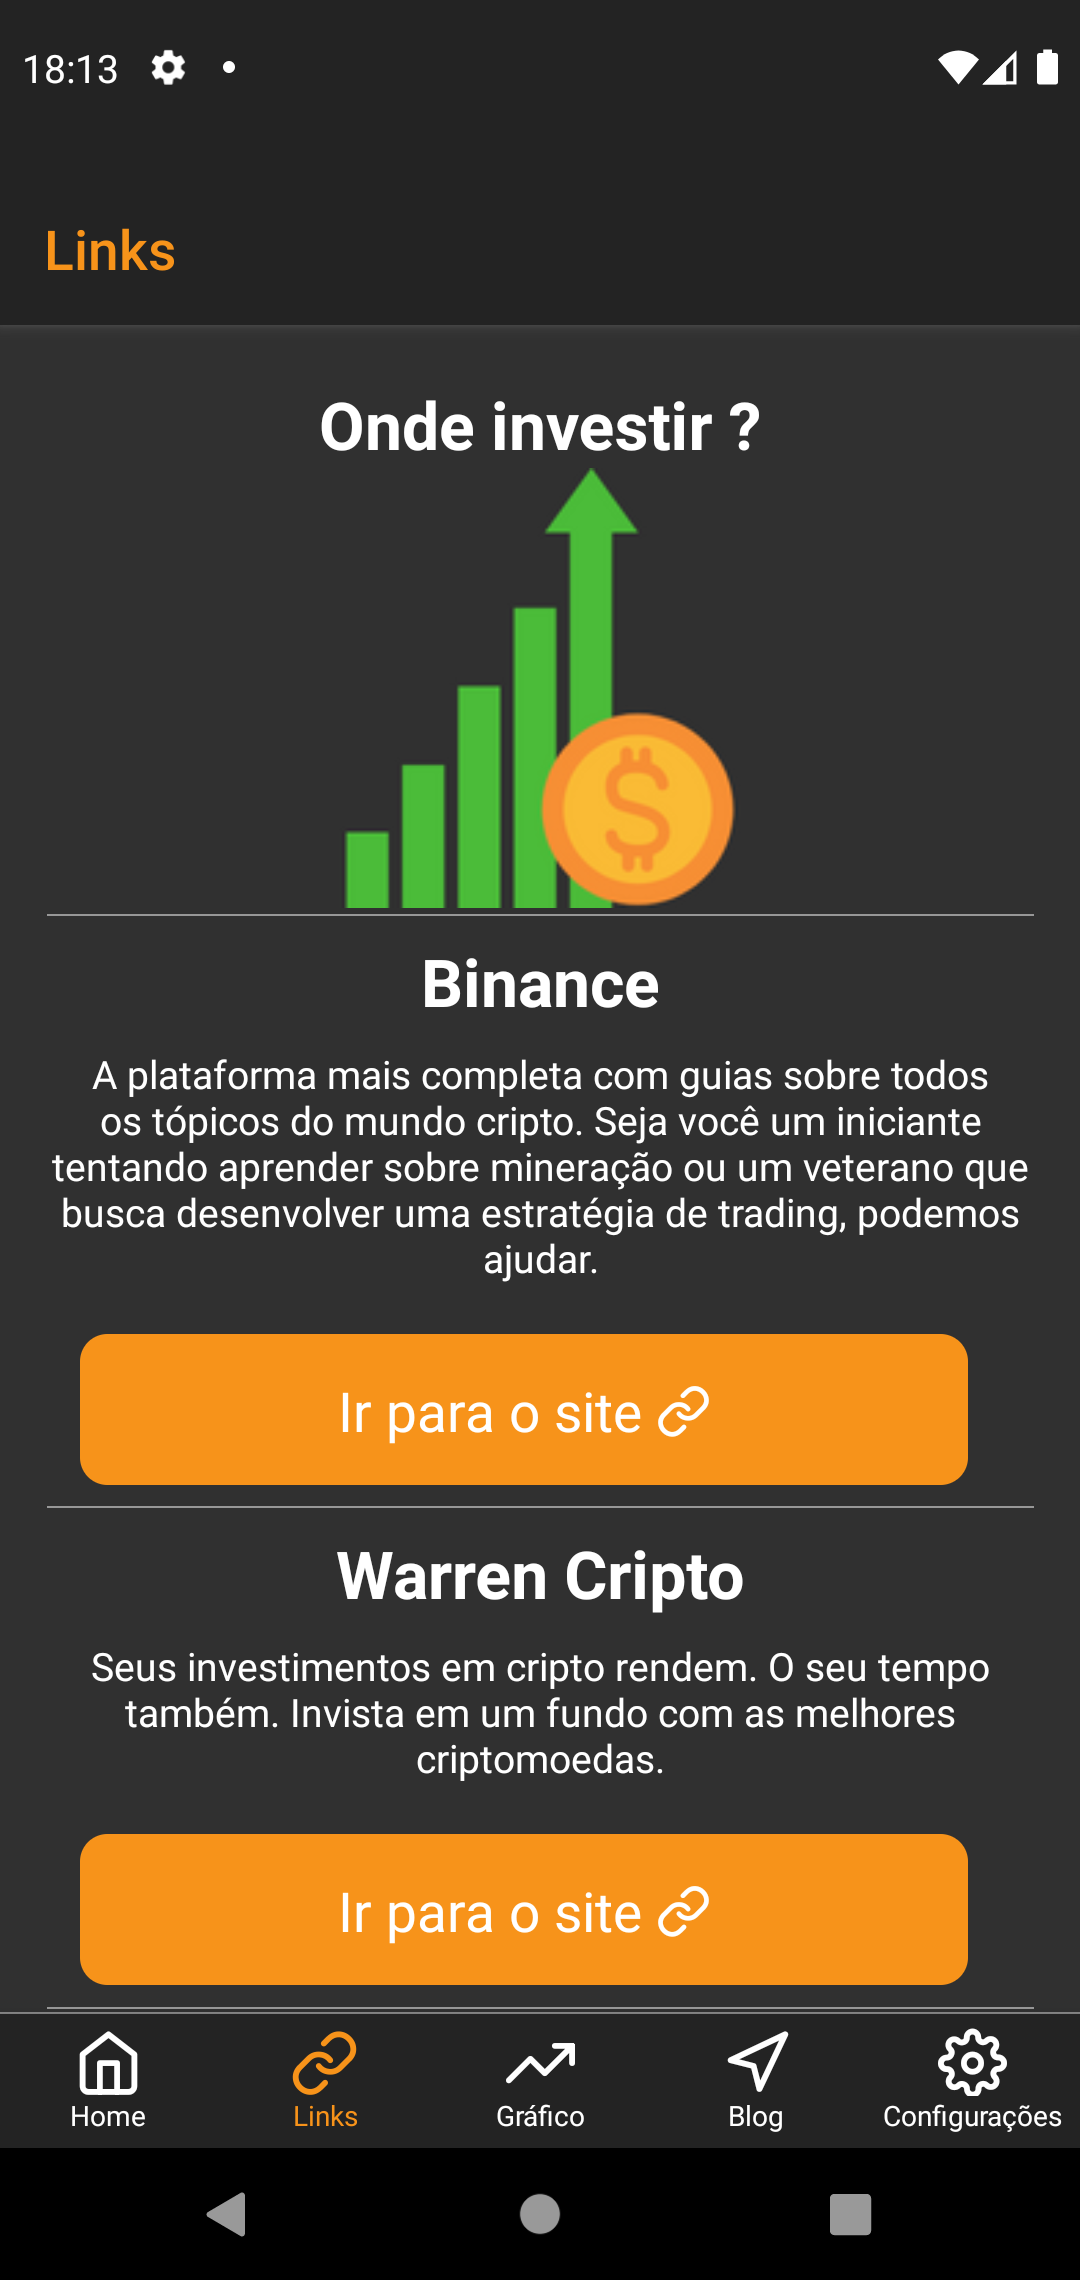 18:13
Links
Onde investir ?
$
Binance
A plataforma mais completa com guias sobre todos
os tópicos do mundo cripto. Seja você um iniciante
tentando aprender sobre mineração ou um veterano que
busca desenvolver uma estratégia de trading, podemos
ajudar.
Ir para o site
Warren Cripto
Seus investimentos em cripto rendem. O seu tempo
também. Invista em um fundo com as melhores
criptomoedas.
Ir para o site
Home
Links
Gráfico
Blog
Configurações